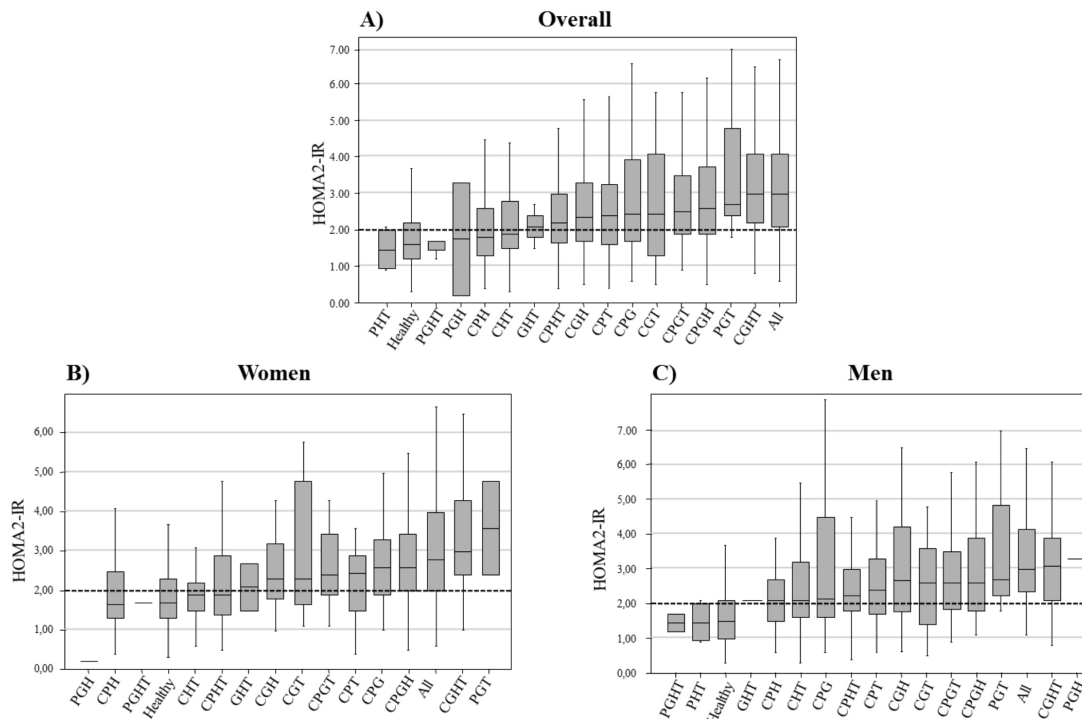 A) Overall
HOMA2-IR
7.00
6.00
5.00
4.00
3.00
2.00
1.00
0.00
PHT Healthy PGHT PGH CPH CHT GHT CPHT CGH CPT CPG CGT CPGT CPGH PGT CGHT All
B) Women
HOMA2-IR
6,00
5,00
4,00
3,00
2,00
1,00
0,00
PGH CPH PGHT Healthy CHT CPHT GHT CGH CGT CPGT CPT CPG CPGH All CGHT PGT
C) Men
HOMA2-IR
7,00
6,00
5,00
4,00
3,00
2,00
1,00
0,00
PGHT PHT Healthy GHT CPH CHT CPG CPHT CPT CGH CGT CPGT CPGH PGT All CGHT PGH